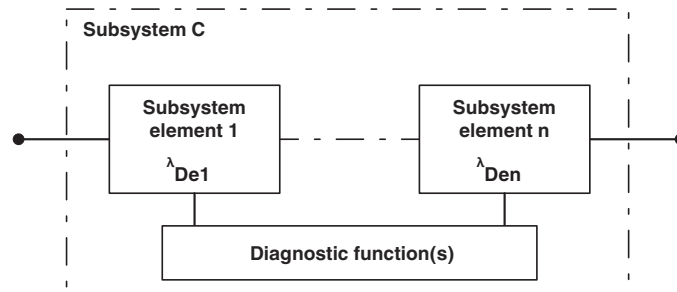 Subsystem C
Subsystem
element 1
λDe1
Subsystem
element n
λDen
Diagnostic function(s)